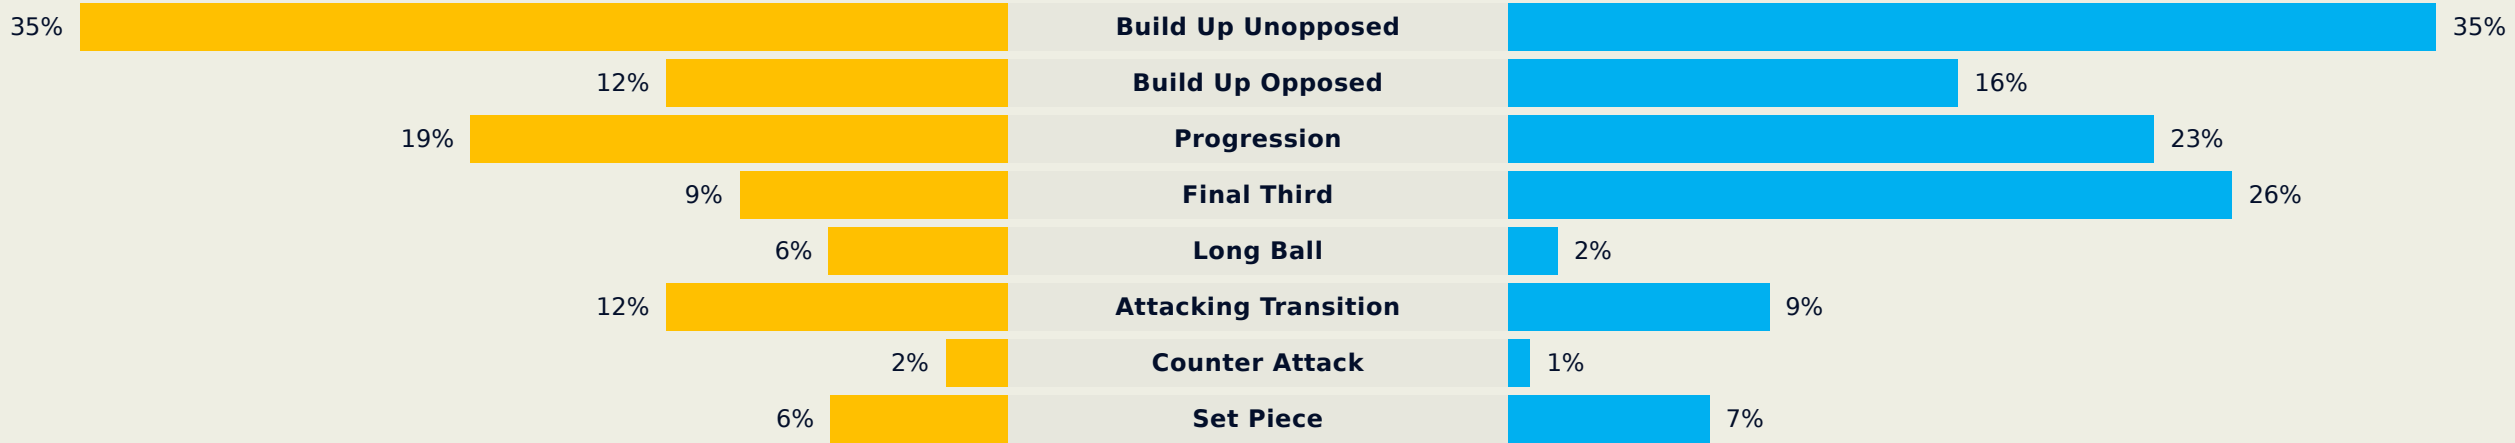 35% Build Up Unopposed 35%
12% Build Up Opposed 16%
19% Progression 23%
9% Final Third 26%
6% Long Ball 2%
12% Attacking Transition 9%
2% Counter Attack 1%
6% Set Piece 7%